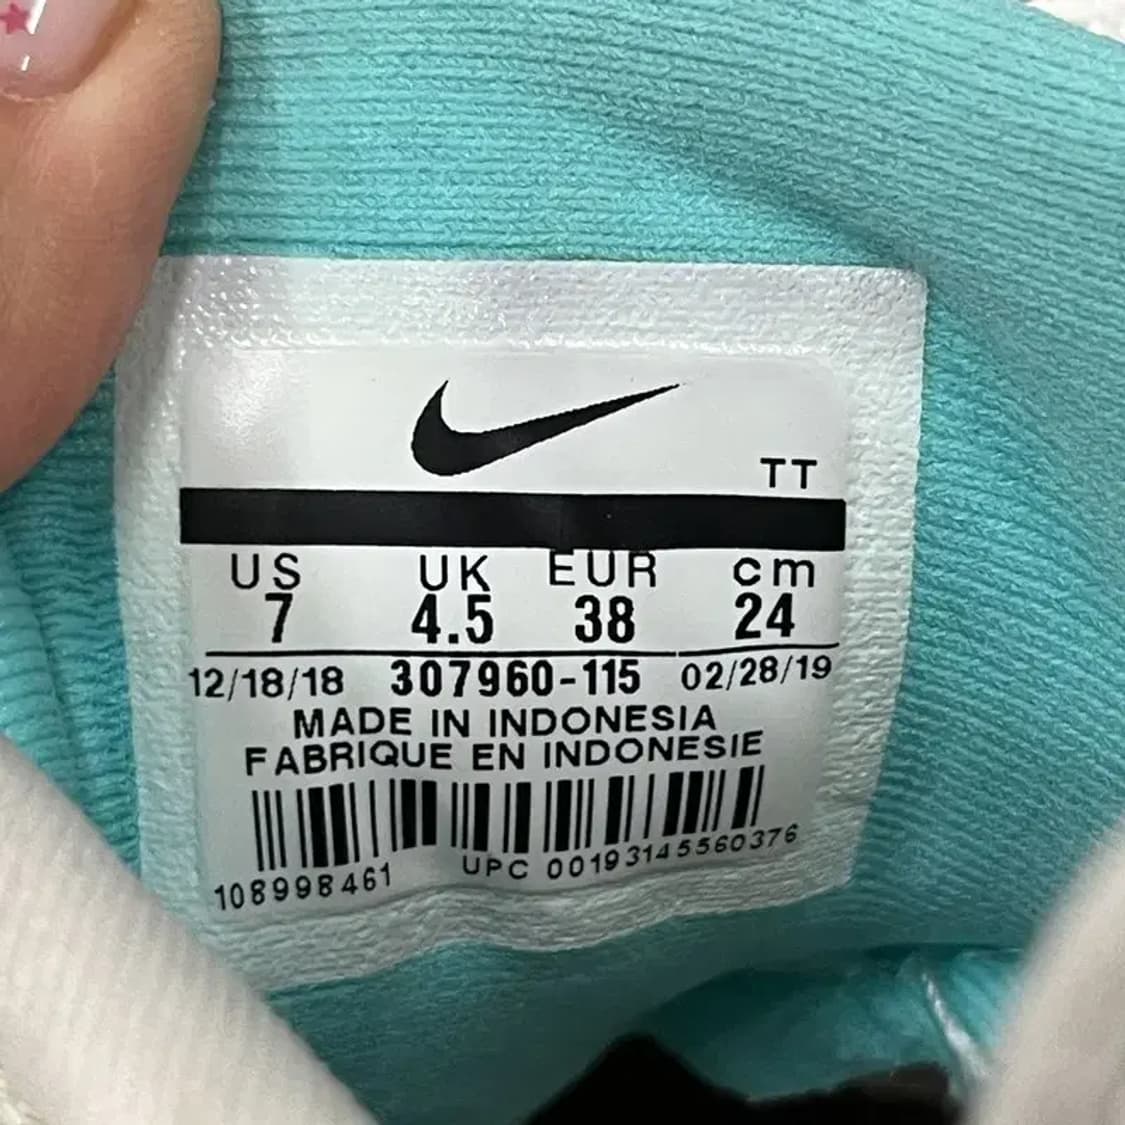 TT
US UK EUR cm
7 4.5 38 24
12/18/18 307960-115 02/28/19
MADE IN INDONESIA
FABRIQUE EN INDONESIE
108998461 UPC 00193145560376